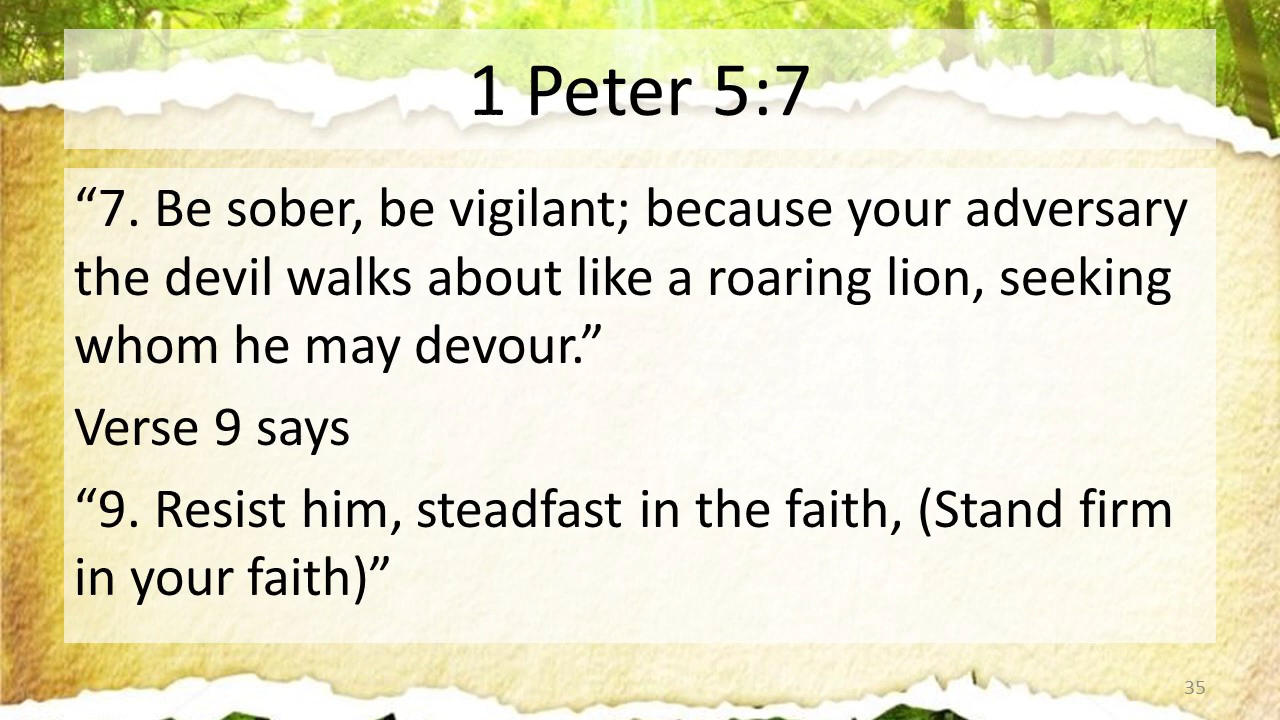 1 Peter 5:7
“7. Be sober, be vigilant; because your adversary
the devil walks about like a roaring lion, seeking
whom he may devour.”
Verse 9 says
“9. Resist him, steadfast in the faith, (Stand firm
in your faith)”
35